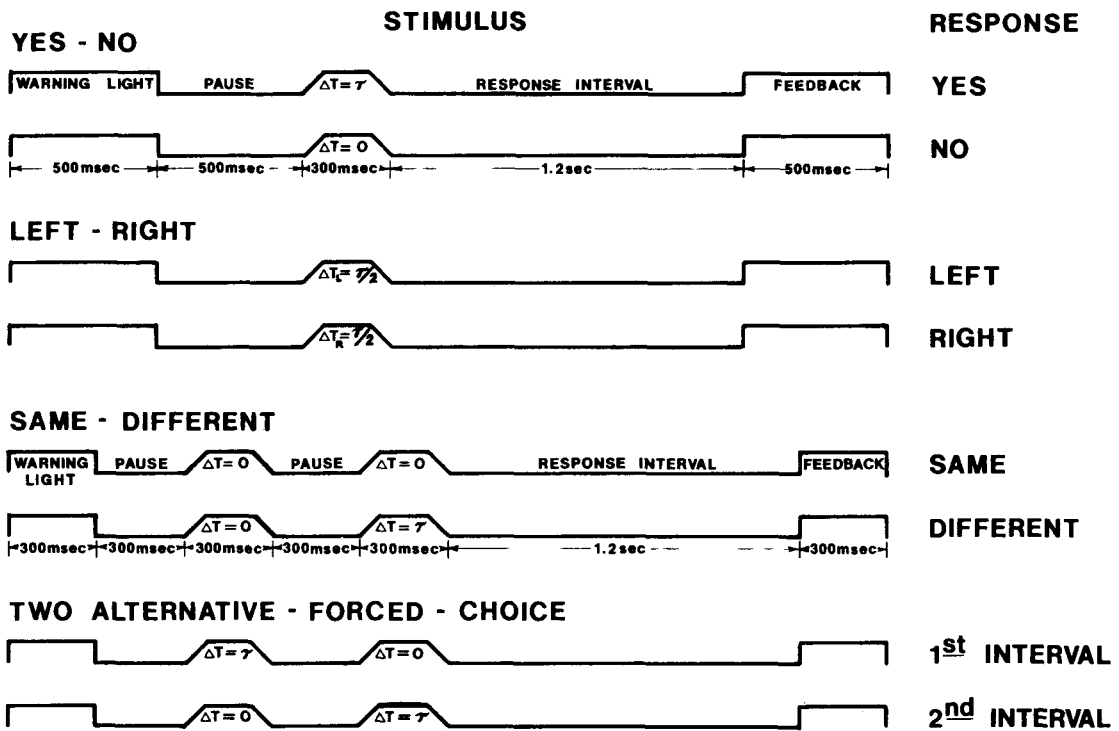 STIMULUS RESPONSE
YES - NO
WARNING LIGHT PAUSE ΔT = τ RESPONSE INTERVAL FEEDBACK YES
ΔT = 0 NO
500msec 500msec 300msec 1.2sec 500msec
LEFT - RIGHT
ΔT_L = τ/2 LEFT
ΔT_R = τ/2 RIGHT
SAME - DIFFERENT
WARNING LIGHT PAUSE ΔT = 0 PAUSE ΔT = 0 RESPONSE INTERVAL FEEDBACK SAME
ΔT = 0 ΔT = τ DIFFERENT
300msec 300msec 300msec 300msec 300msec 1.2sec 300msec
TWO ALTERNATIVE - FORCED - CHOICE
ΔT = τ ΔT = 0 1st INTERVAL
ΔT = 0 ΔT = τ 2nd INTERVAL